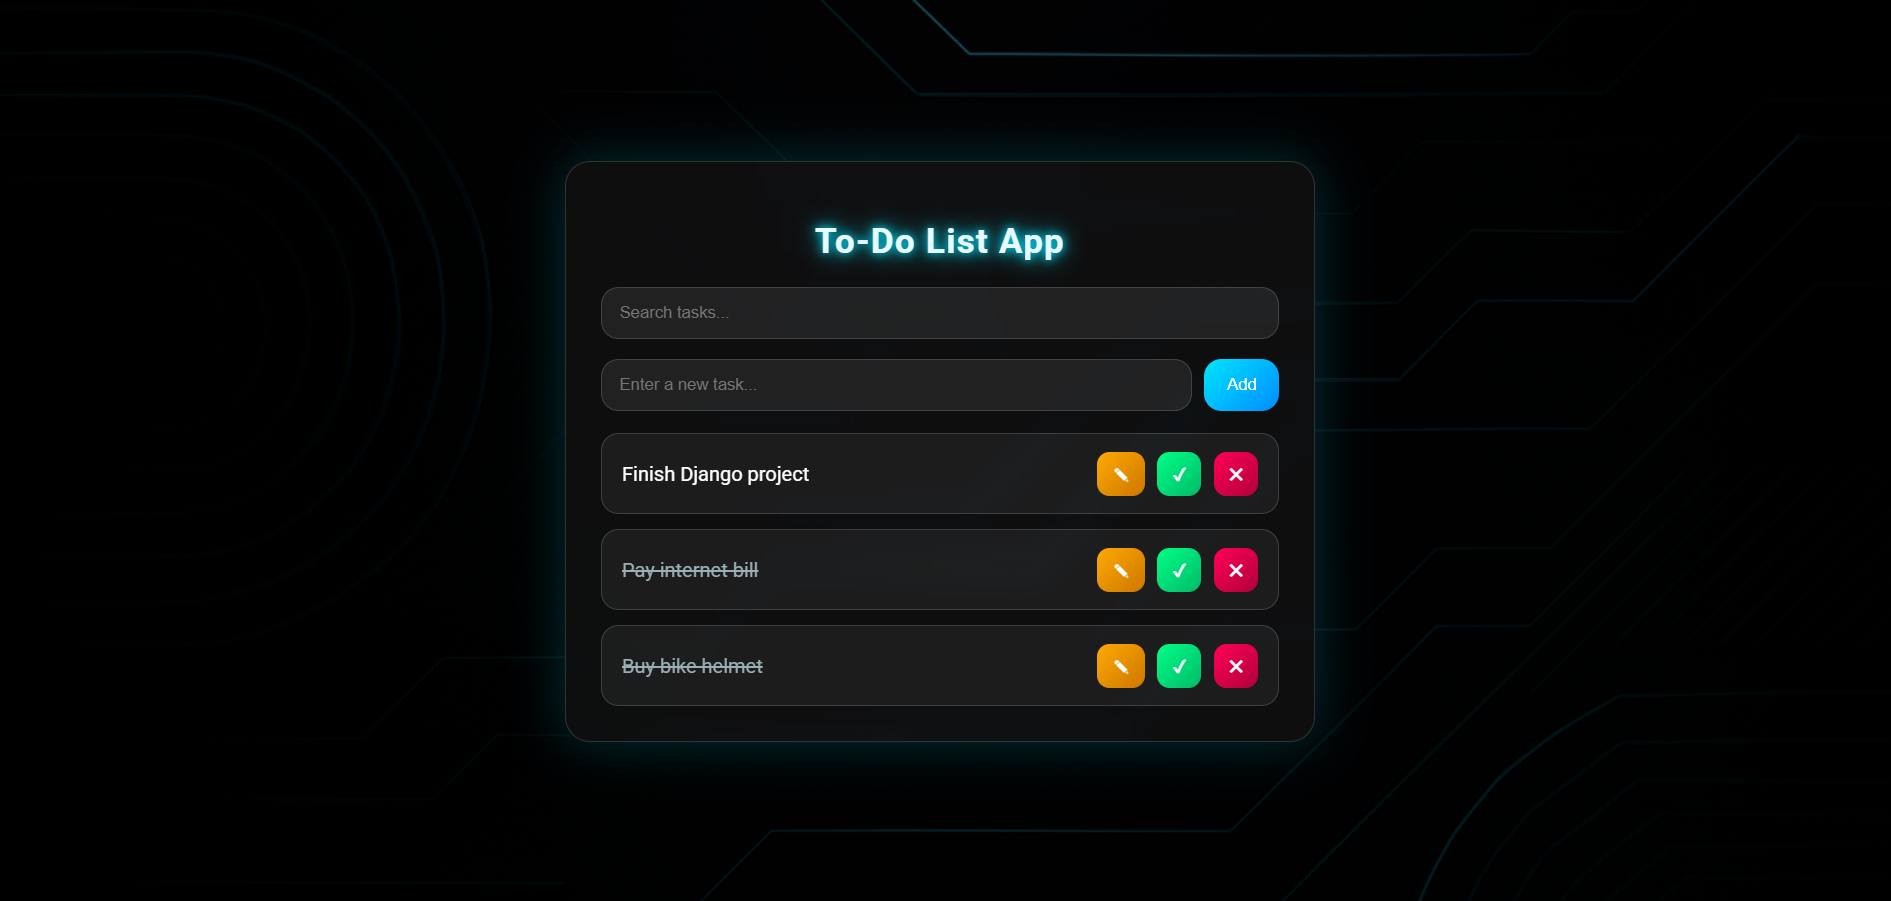 To-Do List App
Search tasks...
Enter a new task...
Add
Finish Django project
Pay internet bill
Buy bike helmet